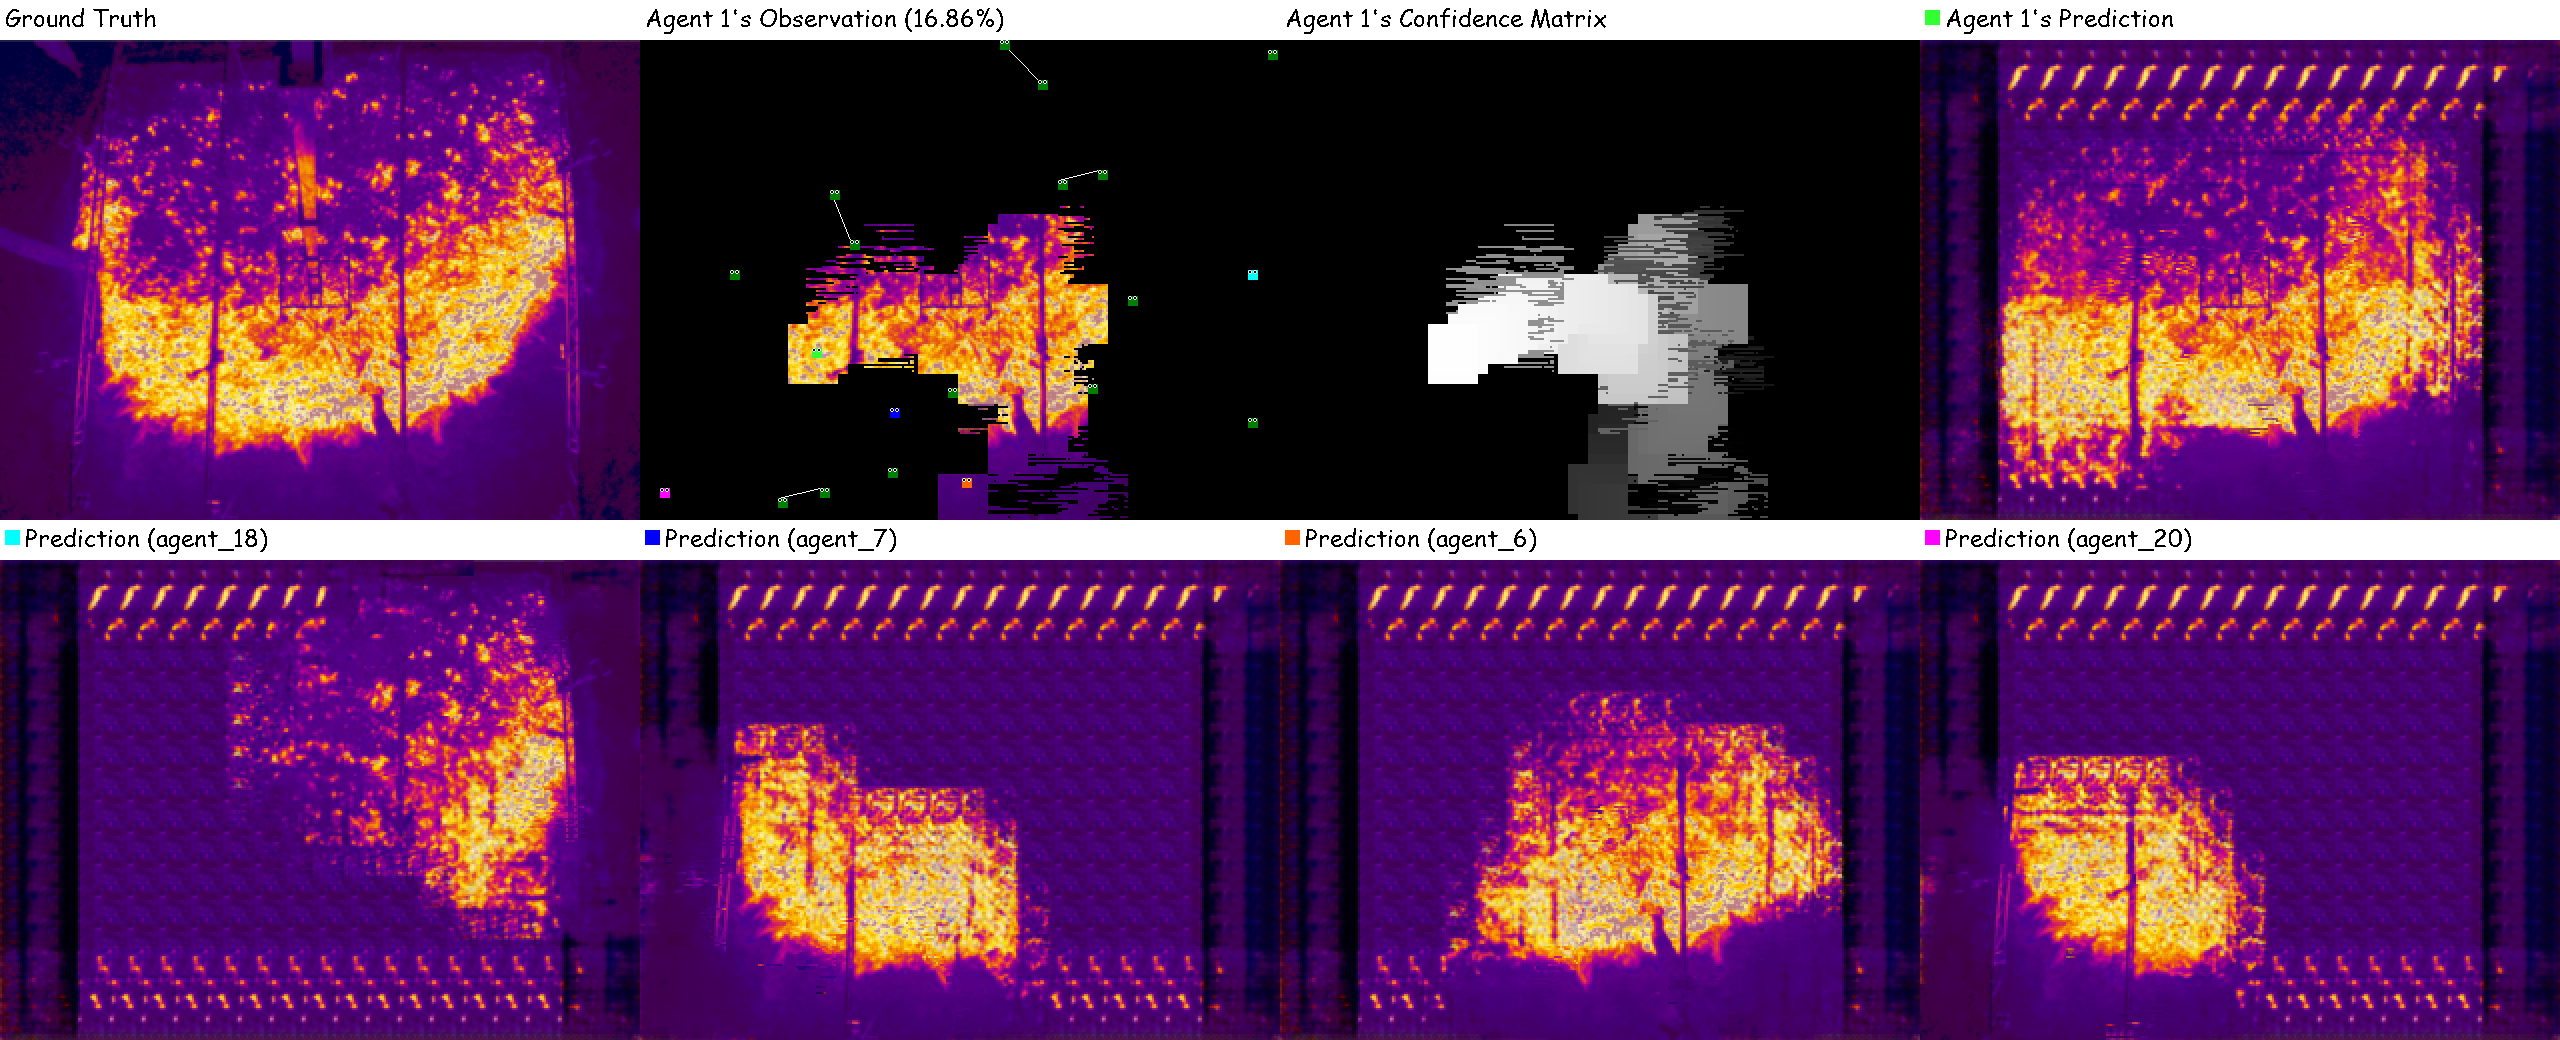 Ground Truth
Agent 1's Observation (16.86%)
Agent 1's Confidence Matrix
Agent 1's Prediction
Prediction (agent_18)
Prediction (agent_7)
Prediction (agent_6)
Prediction (agent_20)